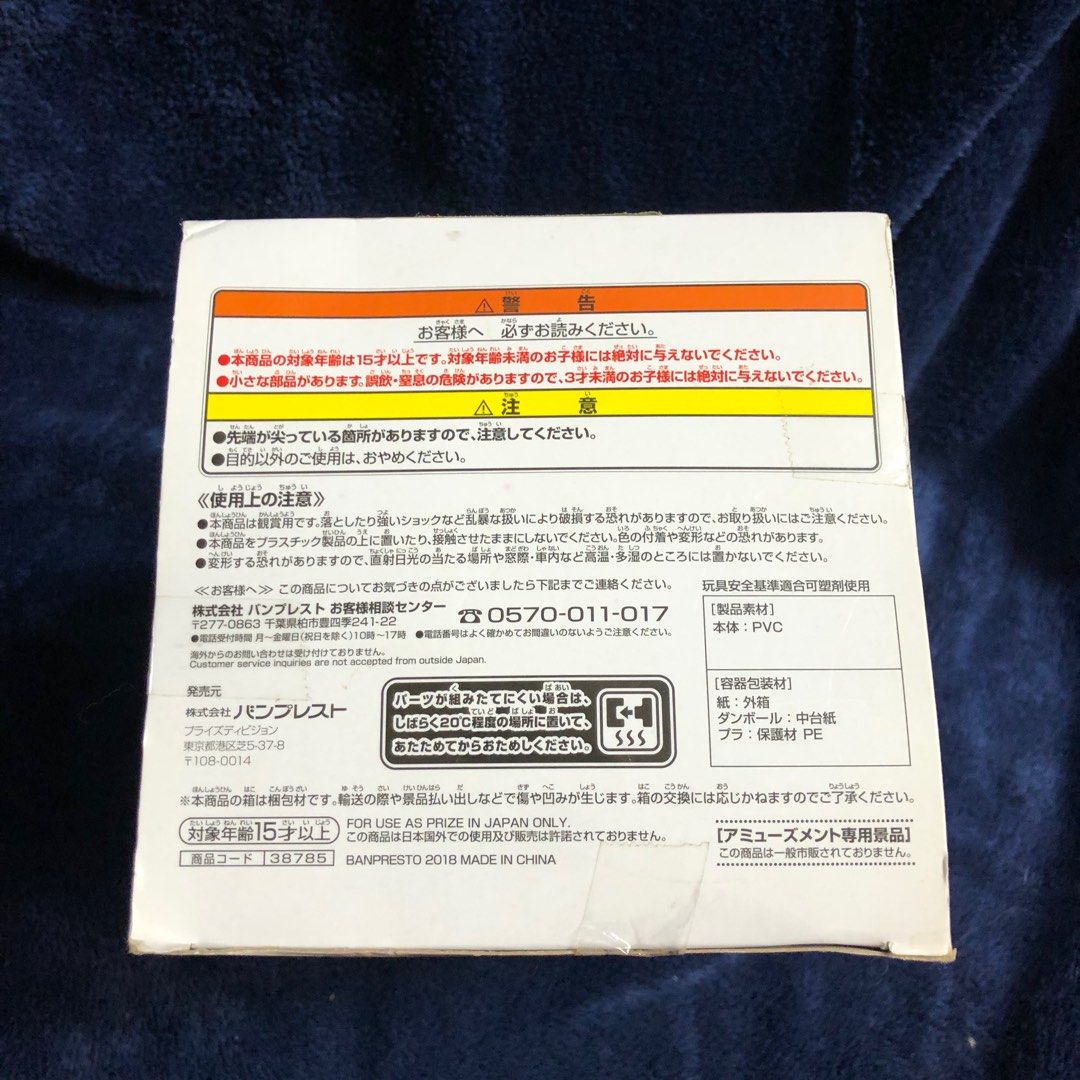 ⚠警告
お客様へ 必ずお読みください。
●本商品の対象年齢は15才以上です。対象年齢未満のお子様には絶対に与えないでください。
●小さな部品があります。誤飲・窒息の危険がありますので、3才未満のお子様には絶対に与えないでください。
⚠注意
●先端が尖っている箇所がありますので、注意してください。
●目的以外のご使用は、おやめください。
《使用上の注意》
●本商品は観賞用です。落としたり強いショックなど乱暴な扱いにより破損する恐れがありますので、お取り扱いにはご注意ください。
●本商品をプラスチック製品の上に置いたり、接触させたままにしないでください。色の付着や変形などの恐れがあります。
●変形する恐れがありますので、直射日光の当たる場所や窓際・車内など高温・多湿のところには置かないでください。
≪お客様へ≫ この商品についてお気づきの点がございましたら下記までご連絡ください。
株式会社 バンプレスト お客様相談センター
〒277-0863 千葉県柏市豊四季241-22
☎0570-011-017
●電話受付時間 月〜金曜日(祝日を除く)10時〜17時 ●電話番号はよく確かめてお間違いのないようご注意ください。
海外からのお問い合わせは受け付けておりません。
Customer service inquiries are not accepted from outside Japan.
玩具安全基準適合可塑剤使用
[製品素材]
本体：PVC
[容器包装材]
紙：外箱
ダンボール：中台紙
プラ：保護材 PE
発売元
株式会社 バンプレスト
プライズディビジョン
東京都港区芝5-37-8
〒108-0014
パーツが組みたてにくい場合は、
しばらく20℃程度の場所に置いて、
あたためてからおためしください。
※本商品の箱は梱包材です。輸送の際や景品払い出しなどで傷や凹みが生じます。箱の交換には応じかねますのでご了承ください。
対象年齢15才以上
FOR USE AS PRIZE IN JAPAN ONLY.
この商品は日本国外での使用及び販売は許諾されておりません。
商品コード 38785
BANPRESTO 2018 MADE IN CHINA
[アミューズメント専用景品]
この商品は一般市販されておりません。